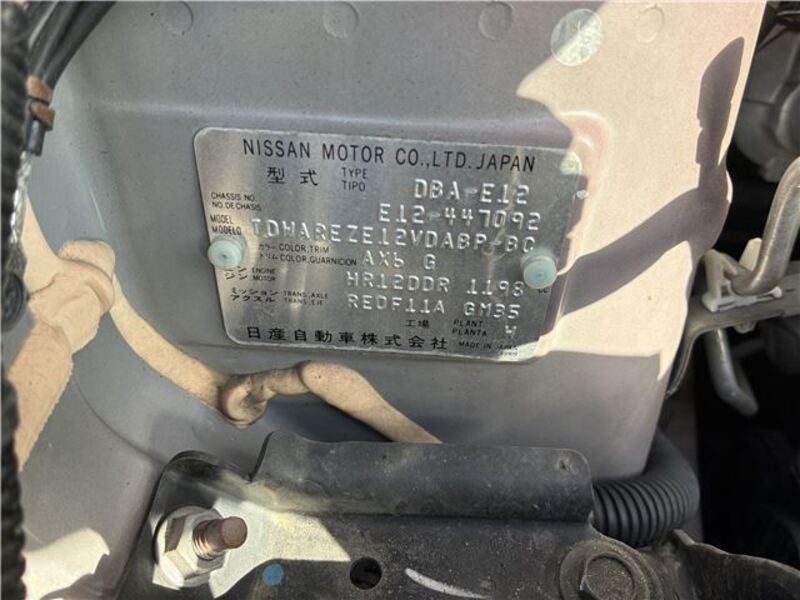 NISSAN MOTOR CO.,LTD. JAPAN
型式 TYPE TIPO DBA-E12
CHASSIS NO. NO. DE CHASIS E12-447092
MODEL MODELO TDWAREZE12VDABP-BC
カラー COLOR, TRIM トリム COLOR, GUARNICION AX6 G
エンジン ENGINE MOTOR HR12DDR 1198 CC
ミッション TRANS, AXLE アクスル TRANS, EJE RE0F11A GM35
工場 PLANT PLANTA W
日産自動車株式会社 MADE IN JAPAN